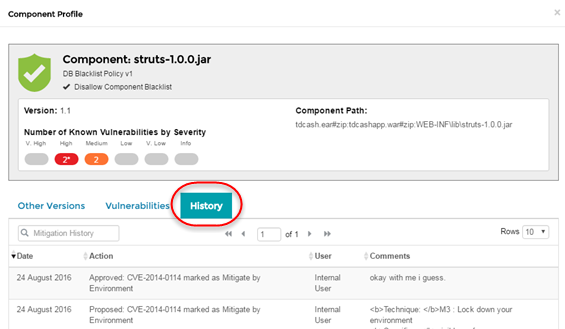 Component Profile
×
Component: struts-1.0.0.jar
DB Blacklist Policy v1
Disallow Component Blacklist
Version: 1.1
Component Path:
tdcash.ear#zip:tdcashapp.war#zip:WEB-INF\lib\struts-1.0.0.jar
Number of Known Vulnerabilities by Severity
V. High High Medium Low V. Low Info
2* 2
Other Versions Vulnerabilities History
Mitigation History 1 of 1 Rows 10
Date Action User Comments
24 August 2016 Approved: CVE-2014-0114 marked as Mitigate by Internal okay with me i guess.
Environment User
24 August 2016 Proposed: CVE-2014-0114 marked as Mitigate by Internal <b>Technique: </b>M3 : Lock down your
Environment User environment